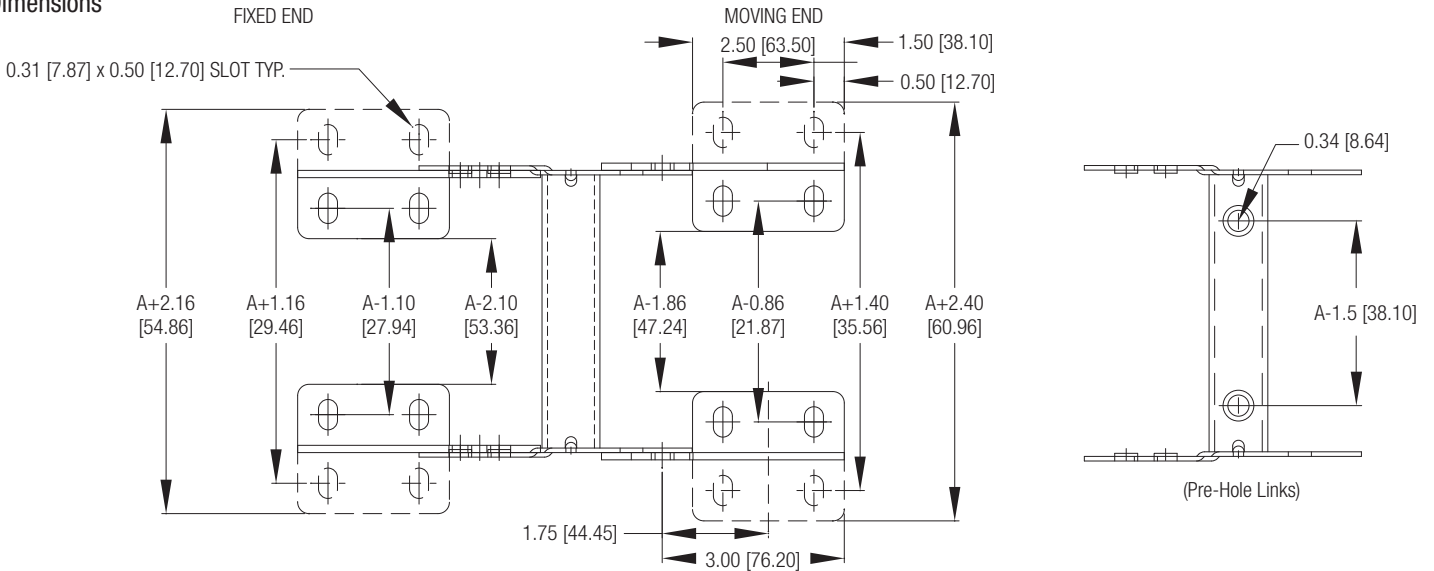 Dimensions
FIXED END
MOVING END
2.50 [63.50]
1.50 [38.10]
0.31 [7.87] x 0.50 [12.70] SLOT TYP.
0.50 [12.70]
0.34 [8.64]
A+2.16
[54.86]
A+1.16
[29.46]
A-1.10
[27.94]
A-2.10
[53.36]
A-1.86
[47.24]
A-0.86
[21.87]
A+1.40
[35.56]
A+2.40
[60.96]
A-1.5 [38.10]
(Pre-Hole Links)
1.75 [44.45]
3.00 [76.20]